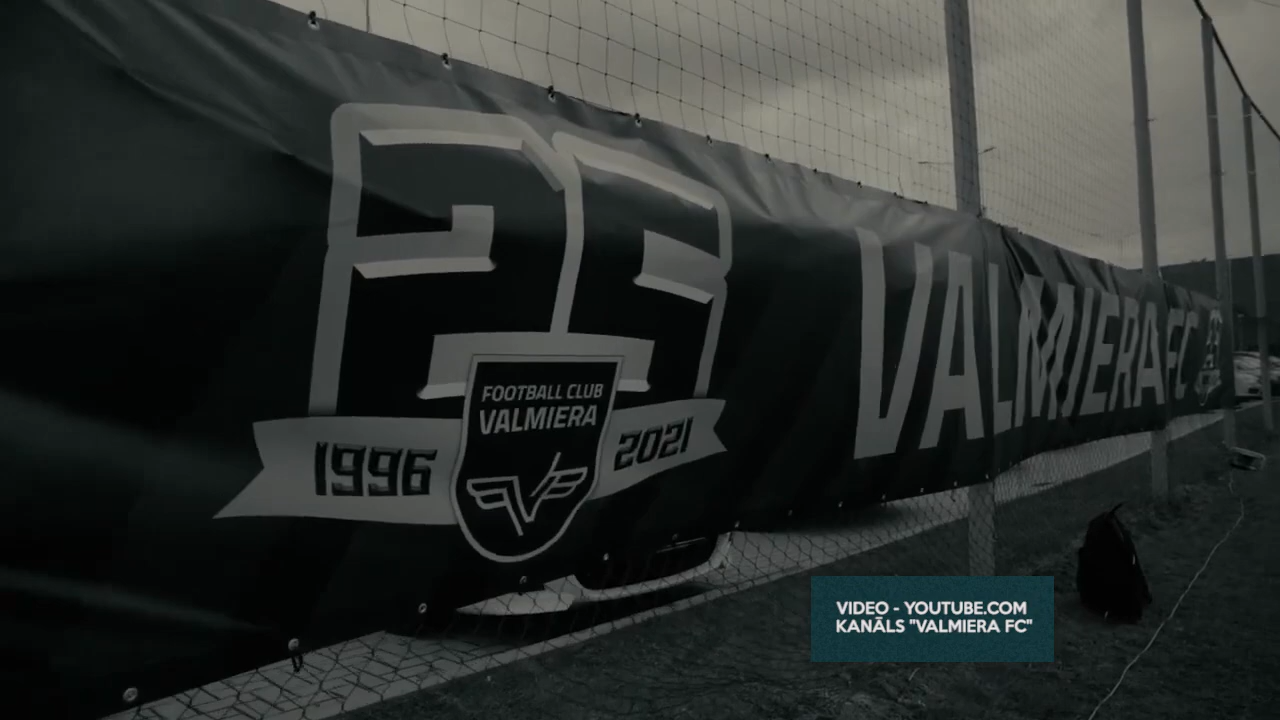 25
FOOTBALL CLUB
VALMIERA
1996
2021
VALMIERA FC
VIDEO - YOUTUBE.COM
KANĀLS "VALMIERA FC"